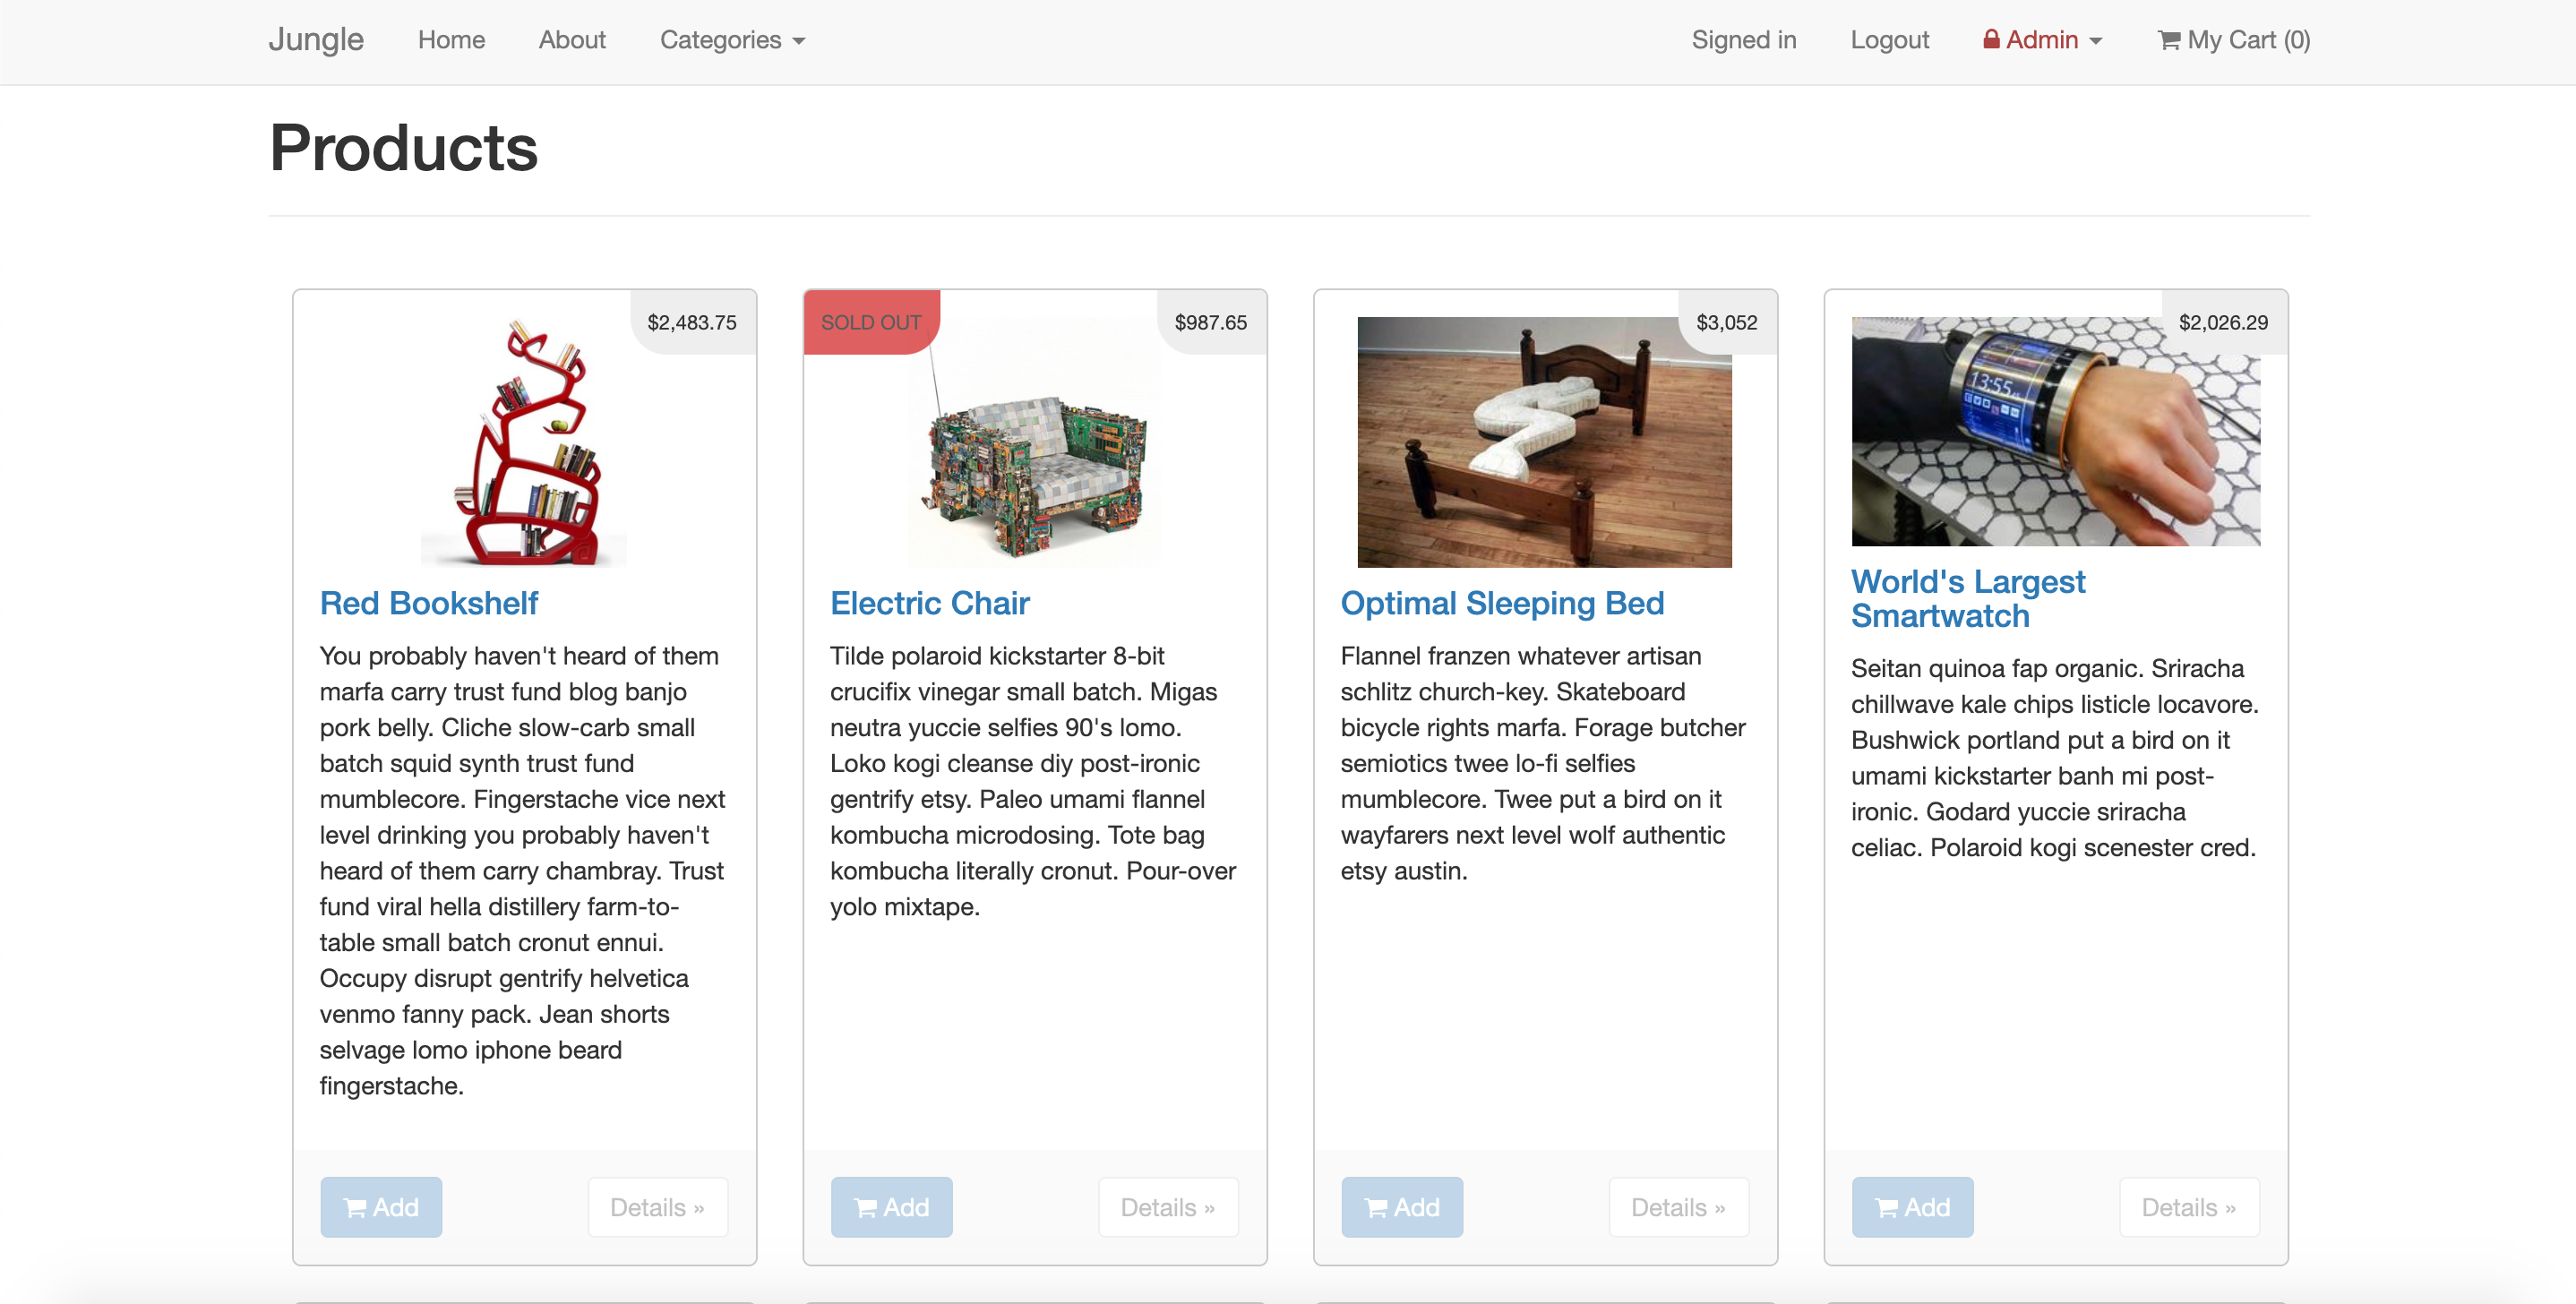 Jungle Home About Categories Signed in Logout Admin My Cart (0)
Products
$2,483.75
Red Bookshelf
You probably haven't heard of them
marfa carry trust fund blog banjo
pork belly. Cliche slow-carb small
batch squid synth trust fund
mumblecore. Fingerstache vice next
level drinking you probably haven't
heard of them carry chambray. Trust
fund viral hella distillery farm-to-
table small batch cronut ennui.
Occupy disrupt gentrify helvetica
venmo fanny pack. Jean shorts
selvage lomo iphone beard
fingerstache.
Add Details »
SOLD OUT $987.65
Electric Chair
Tilde polaroid kickstarter 8-bit
crucifix vinegar small batch. Migas
neutra yuccie selfies 90's lomo.
Loko kogi cleanse diy post-ironic
gentrify etsy. Paleo umami flannel
kombucha microdosing. Tote bag
kombucha literally cronut. Pour-over
yolo mixtape.
Add Details »
$3,052
Optimal Sleeping Bed
Flannel franzen whatever artisan
schlitz church-key. Skateboard
bicycle rights marfa. Forage butcher
semiotics twee lo-fi selfies
mumblecore. Twee put a bird on it
wayfarers next level wolf authentic
etsy austin.
Add Details »
$2,026.29
13:55
World's Largest
Smartwatch
Seitan quinoa fap organic. Sriracha
chillwave kale chips listicle locavore.
Bushwick portland put a bird on it
umami kickstarter banh mi post-
ironic. Godard yuccie sriracha
celiac. Polaroid kogi scenester cred.
Add Details »